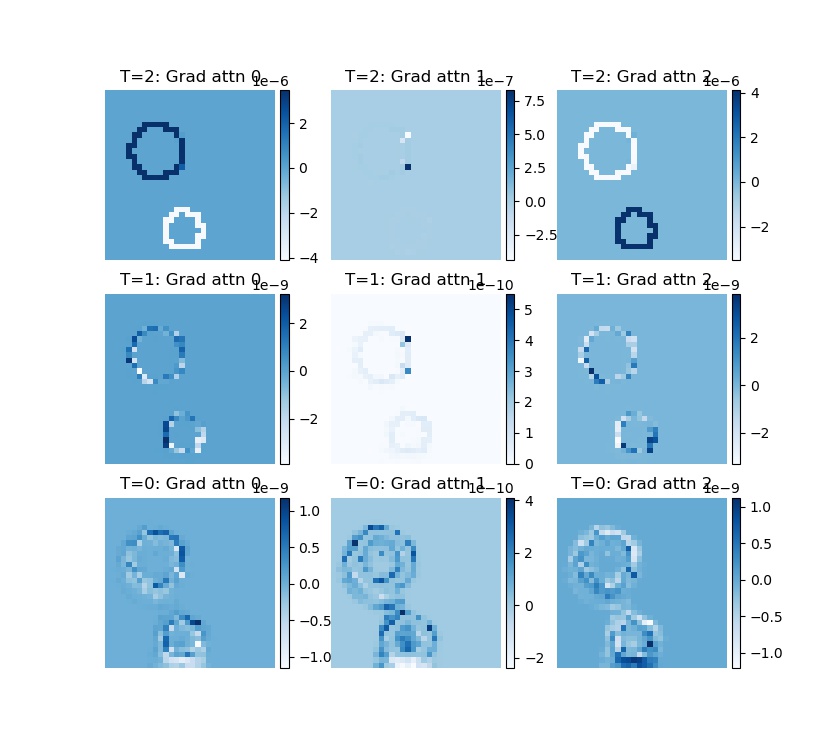 T=2: Grad attn 0
1e−6
2
0
−2
−4
T=2: Grad attn 1
1e−7
7.5
5.0
2.5
0.0
−2.5
T=2: Grad attn 2
1e−6
4
2
0
−2
T=1: Grad attn 0
1e−9
2
0
−2
T=1: Grad attn 1
1e−10
5
4
3
2
1
0
T=1: Grad attn 2
1e−9
2
0
−2
T=0: Grad attn 0
1e−9
1.0
0.5
0.0
−0.5
−1.0
T=0: Grad attn 1
1e−10
4
2
0
−2
T=0: Grad attn 2
1e−9
1.0
0.5
0.0
−0.5
−1.0